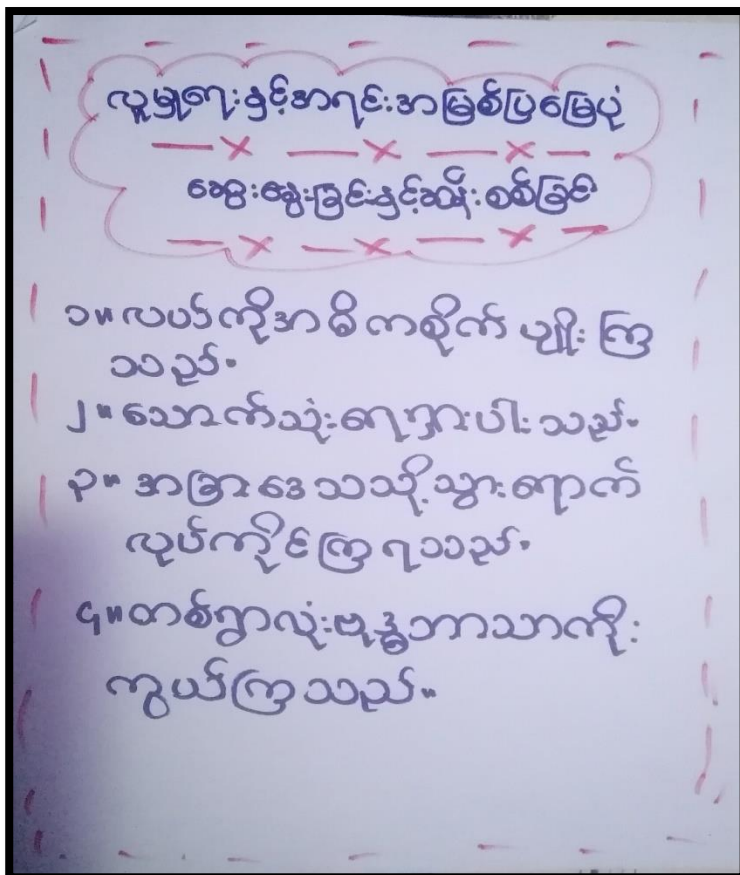 လူမှုရေးနှင့်အရင်းအမြစ်ပြမြေပုံ
ဆွေးနွေးခြင်းနှင့်ဆန်းစစ်ခြင်
၁။လယ်ကိုအဓိကစိုက်ပျိုးကြ
သည်။
၂။သောက်သုံးရေရှားပါးသည်။
၃။အခြားဒေသသို့သွားရောက်
လုပ်ကိုင်ကြရသည်။
၄။တစ်ရွာလုံးဗုဒ္ဓဘာသာကိုး
ကွယ်ကြသည်။